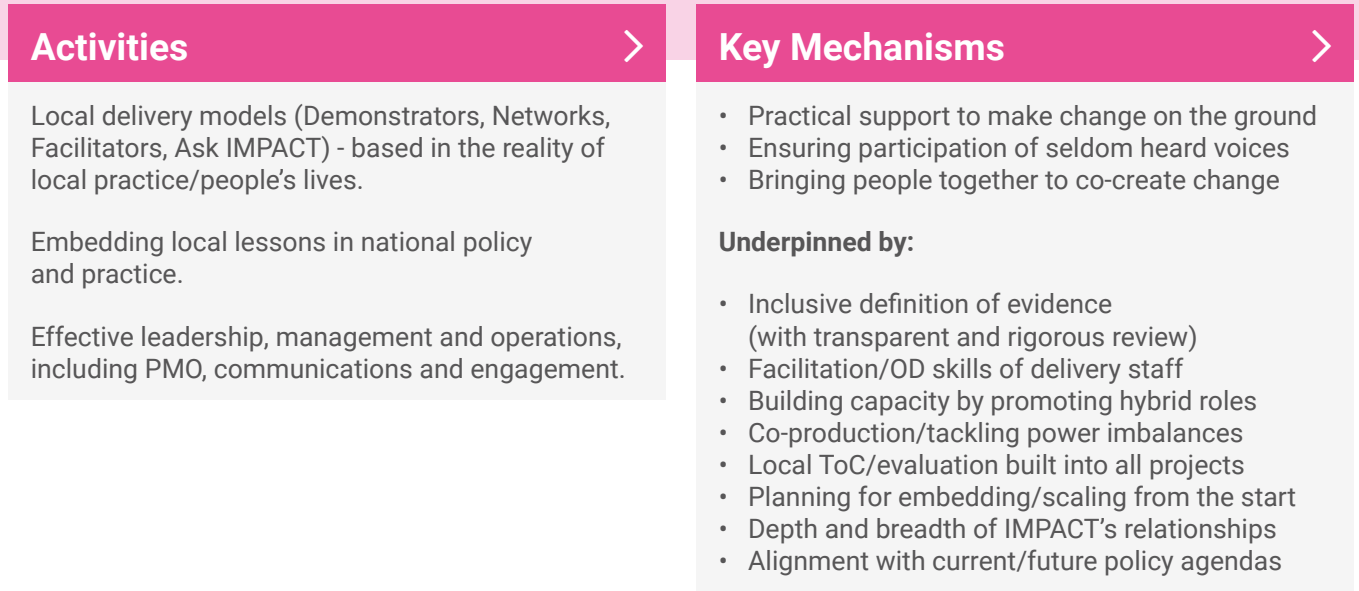 Activities
Local delivery models (Demonstrators, Networks,
Facilitators, Ask IMPACT) - based in the reality of
local practice/people's lives.
Embedding local lessons in national policy
and practice.
Effective leadership, management and operations,
including PMO, communications and engagement.
Key Mechanisms
• Practical support to make change on the ground
• Ensuring participation of seldom heard voices
• Bringing people together to co-create change
Underpinned by:
• Inclusive definition of evidence
(with transparent and rigorous review)
• Facilitation/OD skills of delivery staff
• Building capacity by promoting hybrid roles
• Co-production/tackling power imbalances
• Local ToC/evaluation built into all projects
• Planning for embedding/scaling from the start
• Depth and breadth of IMPACT's relationships
• Alignment with current/future policy agendas